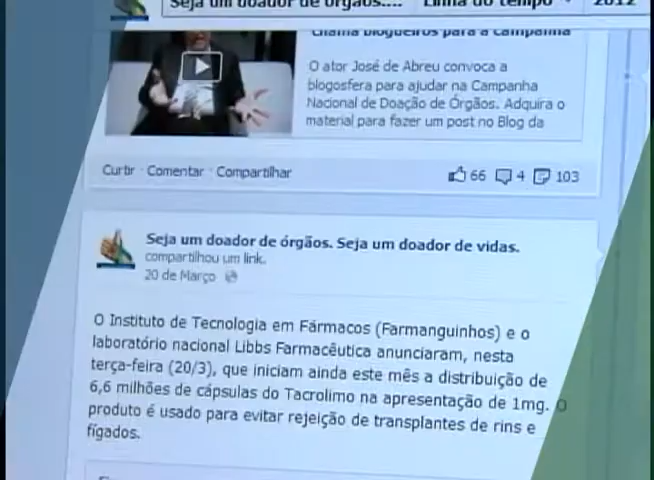 Seja um doador de órgãos.... Linha do tempo 2012
chama blogueiros para a campanha
O ator José de Abreu convoca a
blogosfera para ajudar na Campanha
Nacional de Doação de Órgãos. Adquira o
material para fazer um post no Blog da
Curtir · Comentar · Compartilhar 66 4 103
Seja um doador de órgãos. Seja um doador de vidas.
compartilhou um link.
20 de Março
O Instituto de Tecnologia em Fármacos (Farmanguinhos) e o
laboratório nacional Libbs Farmacêutica anunciaram, nesta
terça-feira (20/3), que iniciam ainda este mês a distribuição de
6,6 milhões de cápsulas do Tacrolimo na apresentação de 1mg. O
produto é usado para evitar rejeição de transplantes de rins e
fígados.